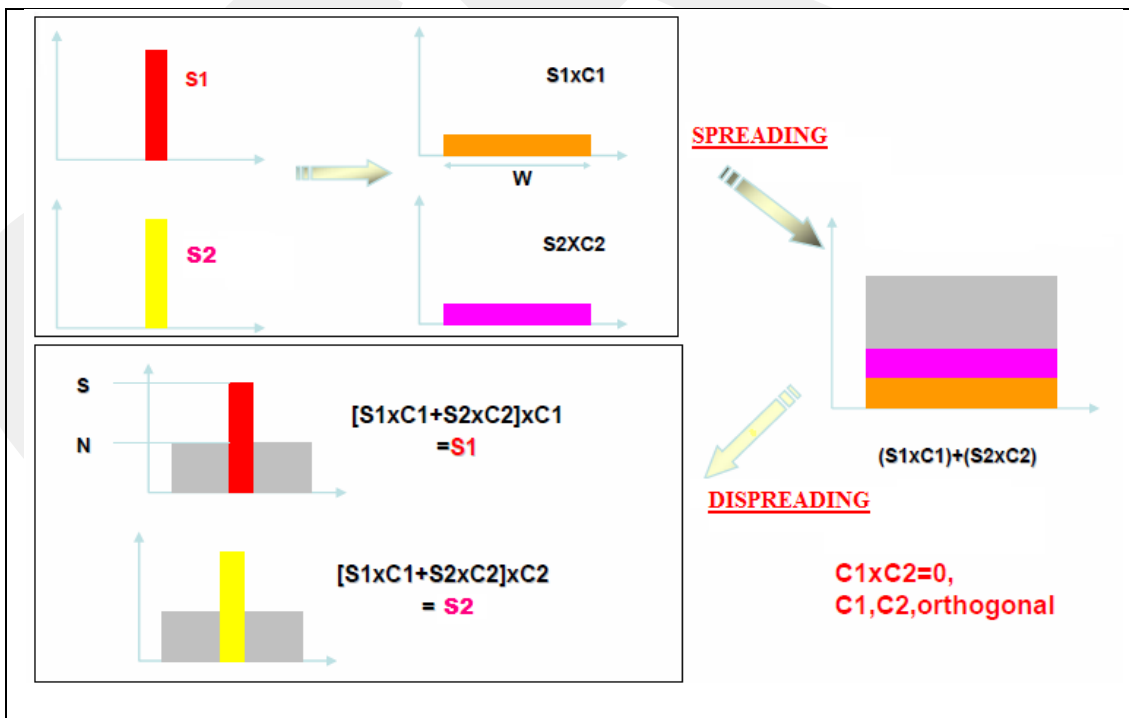 S1
S1xC1
W
S2
S2XC2
SPREADING
(S1xC1)+(S2xC2)
DISPREADING
S
N
[S1xC1+S2xC2]xC1
=S1
[S1xC1+S2xC2]xC2
= S2
C1xC2=0,
C1,C2,orthogonal